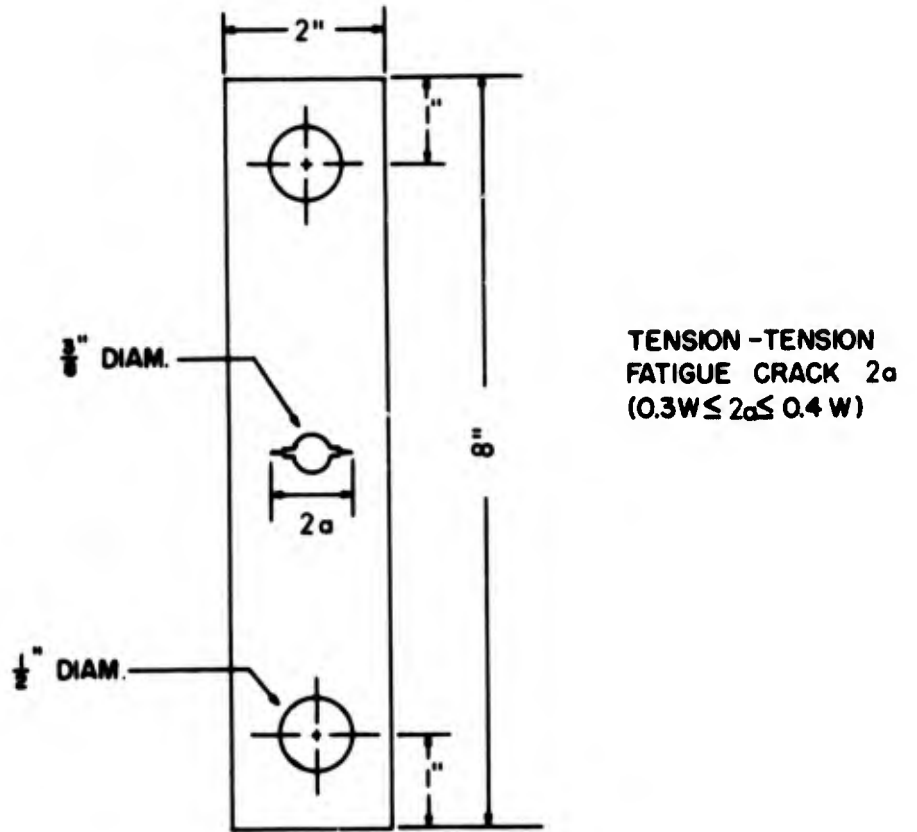 2"
1"
3/8" DIAM.
TENSION-TENSION
FATIGUE CRACK 2a
(0.3W ≤ 2a ≤ 0.4 W)
8"
2a
1/2" DIAM.
1"